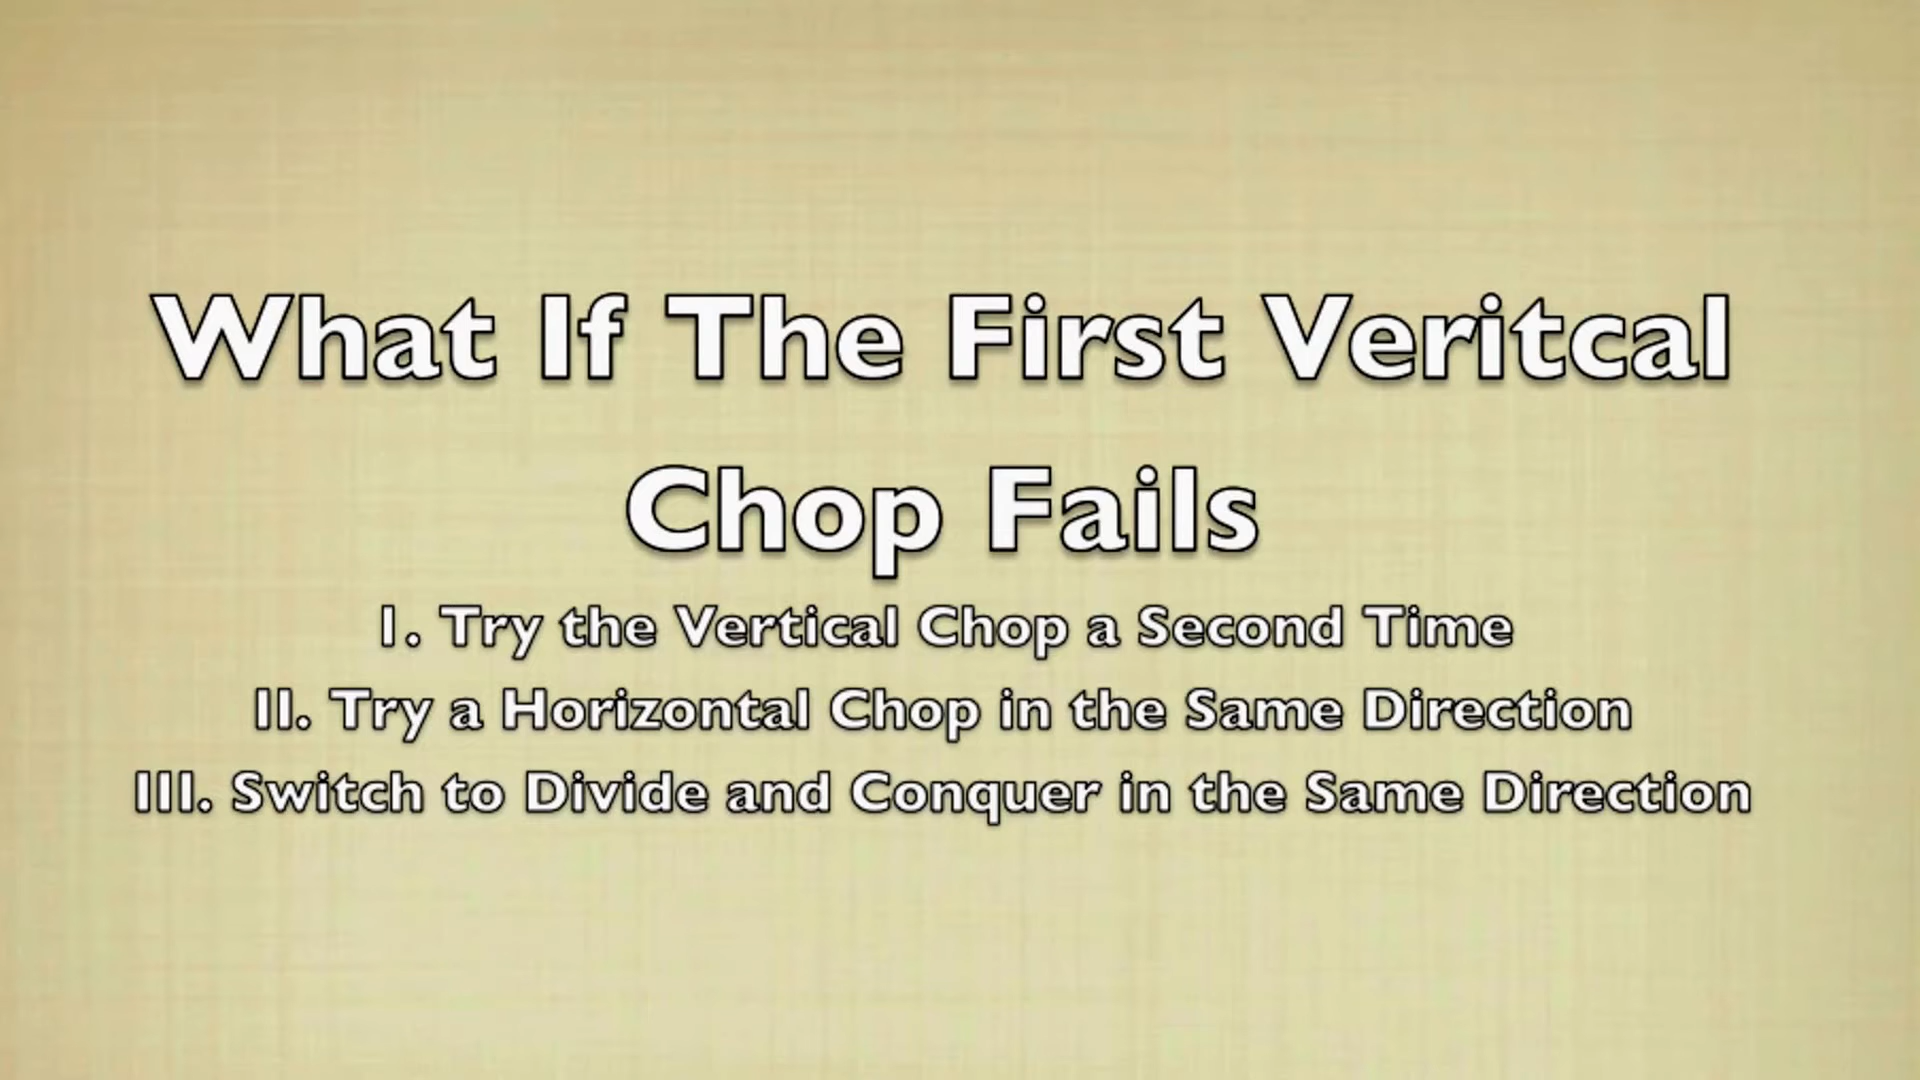 What If The First Veritcal
Chop Fails
I. Try the Vertical Chop a Second Time
II. Try a Horizontal Chop in the Same Direction
III. Switch to Divide and Conquer in the Same Direction